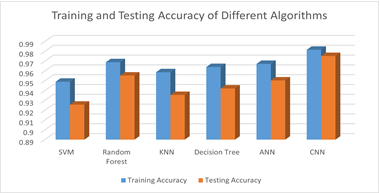 Training and Testing Accuracy of Different Algorithms
0.99
0.98
0.97
0.96
0.95
0.94
0.93
0.92
0.91
0.9
0.89
SVM
Random
Forest
KNN
Decision Tree
ANN
CNN
Training Accuracy
Testing Accuracy